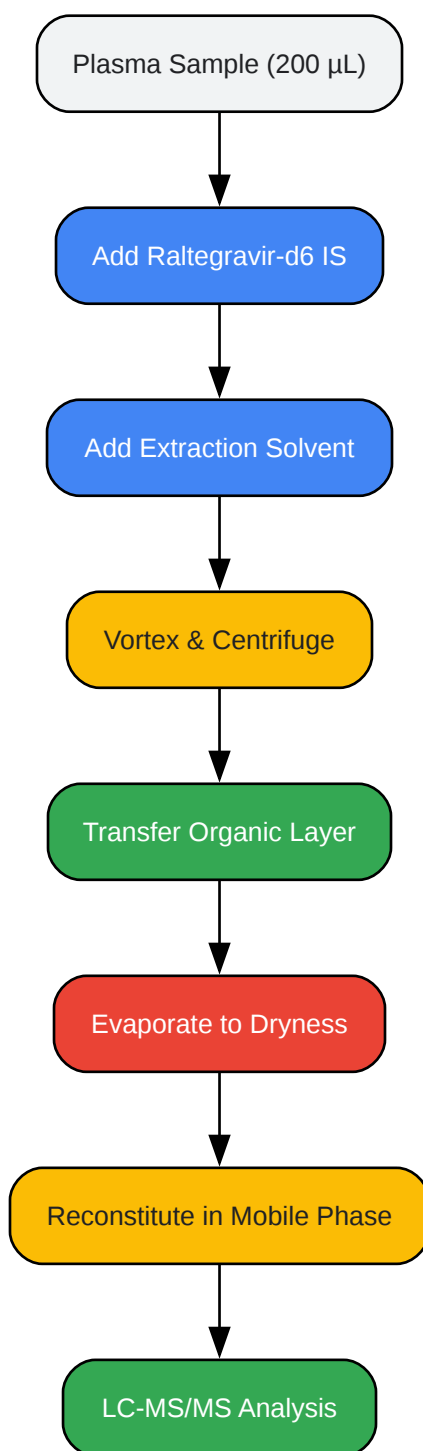 Plasma Sample (200 µL)
Add Raltegravir-d6 IS
Add Extraction Solvent
Vortex & Centrifuge
Transfer Organic Layer
Evaporate to Dryness
Reconstitute in Mobile Phase
LC-MS/MS Analysis